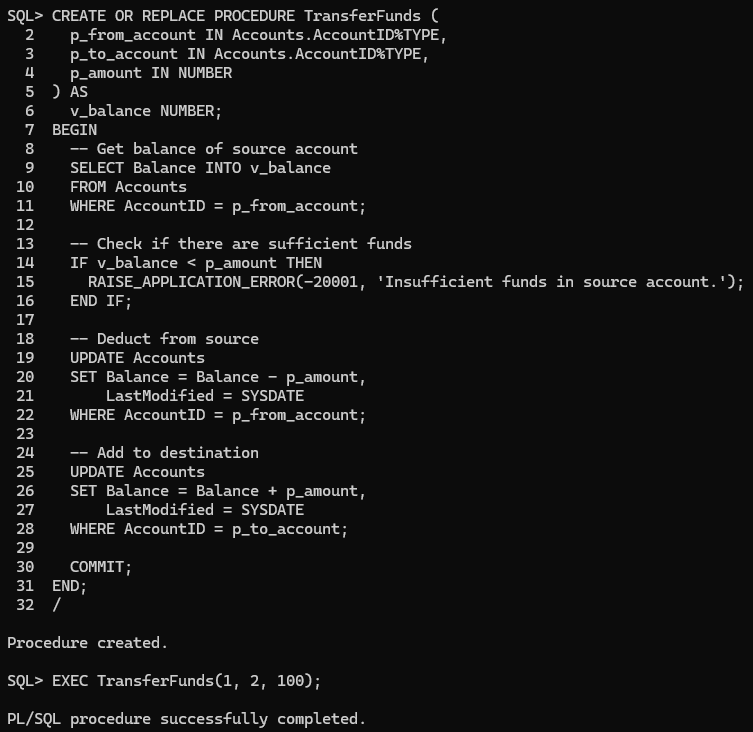 SQL> CREATE OR REPLACE PROCEDURE TransferFunds (
  2    p_from_account IN Accounts.AccountID%TYPE,
  3    p_to_account IN Accounts.AccountID%TYPE,
  4    p_amount IN NUMBER
  5  ) AS
  6    v_balance NUMBER;
  7  BEGIN
  8    -- Get balance of source account
  9    SELECT Balance INTO v_balance
 10    FROM Accounts
 11    WHERE AccountID = p_from_account;
 12
 13    -- Check if there are sufficient funds
 14    IF v_balance < p_amount THEN
 15      RAISE_APPLICATION_ERROR(-20001, 'Insufficient funds in source account.');
 16    END IF;
 17
 18    -- Deduct from source
 19    UPDATE Accounts
 20    SET Balance = Balance - p_amount,
 21        LastModified = SYSDATE
 22    WHERE AccountID = p_from_account;
 23
 24    -- Add to destination
 25    UPDATE Accounts
 26    SET Balance = Balance + p_amount,
 27        LastModified = SYSDATE
 28    WHERE AccountID = p_to_account;
 29
 30    COMMIT;
 31  END;
 32  /

Procedure created.

SQL> EXEC TransferFunds(1, 2, 100);

PL/SQL procedure successfully completed.